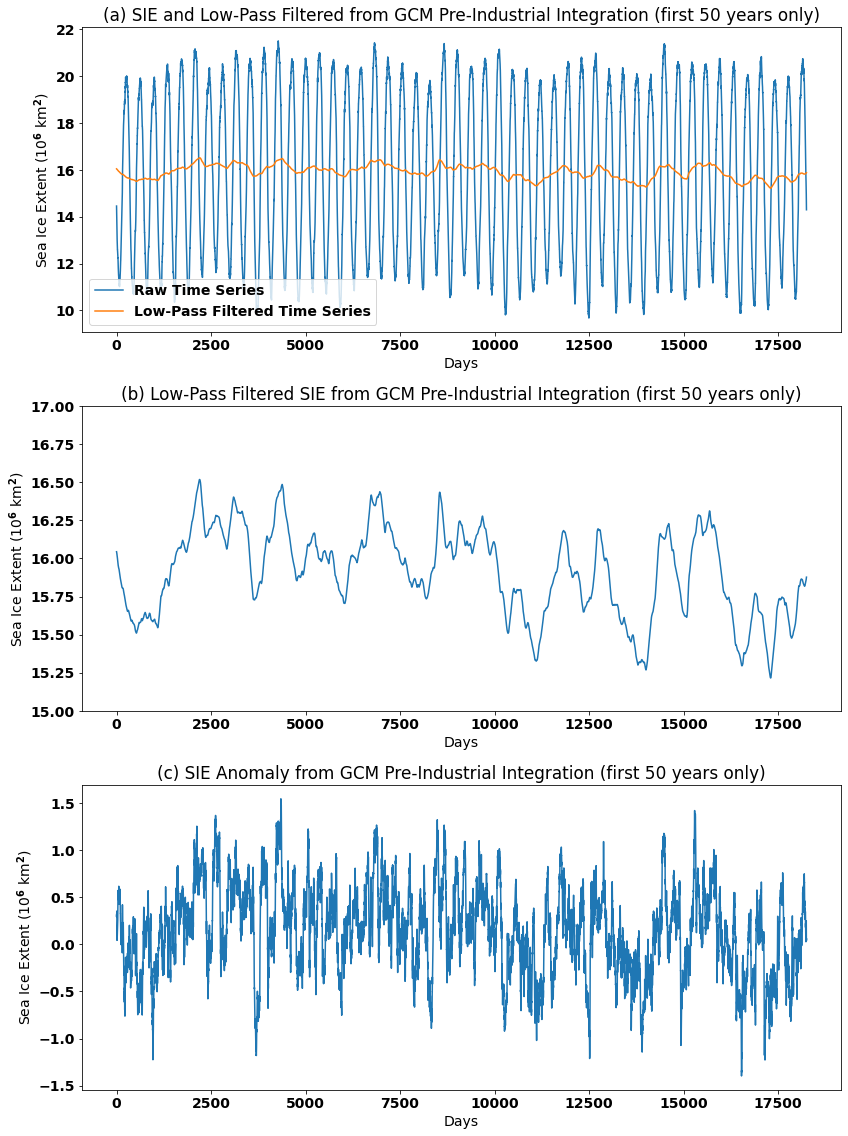 (a) SIE and Low-Pass Filtered from GCM Pre-Industrial Integration (first 50 years only)
22
20
18
16
14
12
10
Sea Ice Extent (10⁶ km²)
Raw Time Series
Low-Pass Filtered Time Series
0 2500 5000 7500 10000 12500 15000 17500
Days
(b) Low-Pass Filtered SIE from GCM Pre-Industrial Integration (first 50 years only)
17.00
16.75
16.50
16.25
16.00
15.75
15.50
15.25
15.00
Sea Ice Extent (10⁶ km²)
0 2500 5000 7500 10000 12500 15000 17500
Days
(c) SIE Anomaly from GCM Pre-Industrial Integration (first 50 years only)
1.5
1.0
0.5
0.0
−0.5
−1.0
−1.5
Sea Ice Extent (10⁶ km²)
0 2500 5000 7500 10000 12500 15000 17500
Days